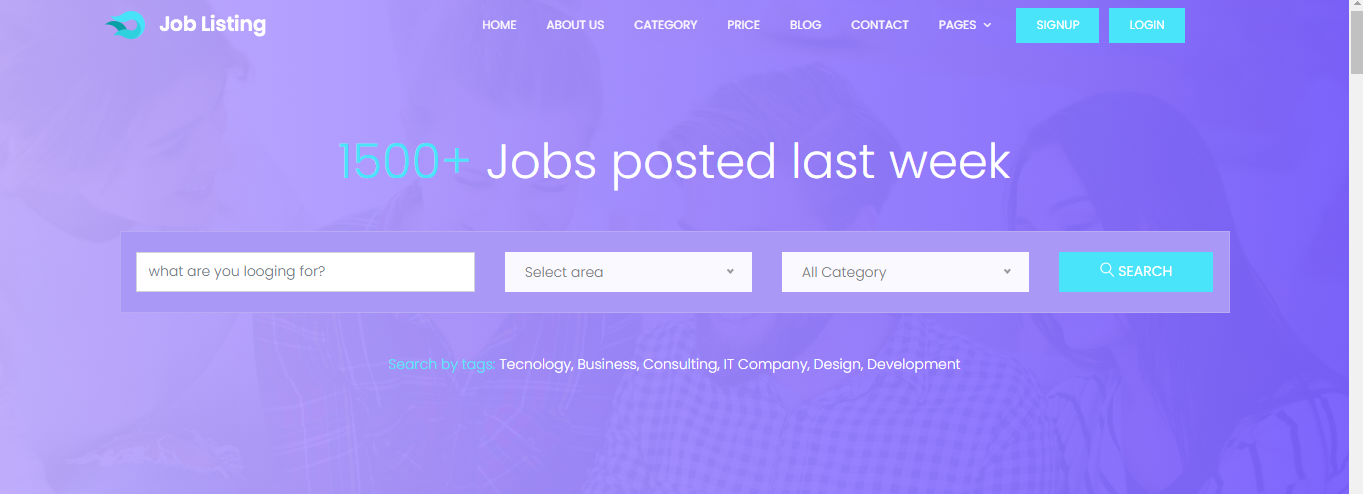 Job Listing
HOME ABOUT US CATEGORY PRICE BLOG CONTACT PAGES SIGNUP LOGIN
1500+ Jobs posted last week
what are you looging for? Select area All Category SEARCH
Search by tags: Tecnology, Business, Consulting, IT Company, Design, Development